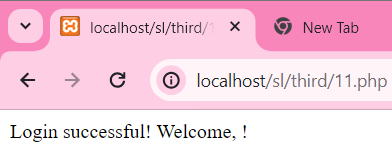 localhost/sl/third/1
New Tab
localhost/sl/third/11.php
Login successful! Welcome, !